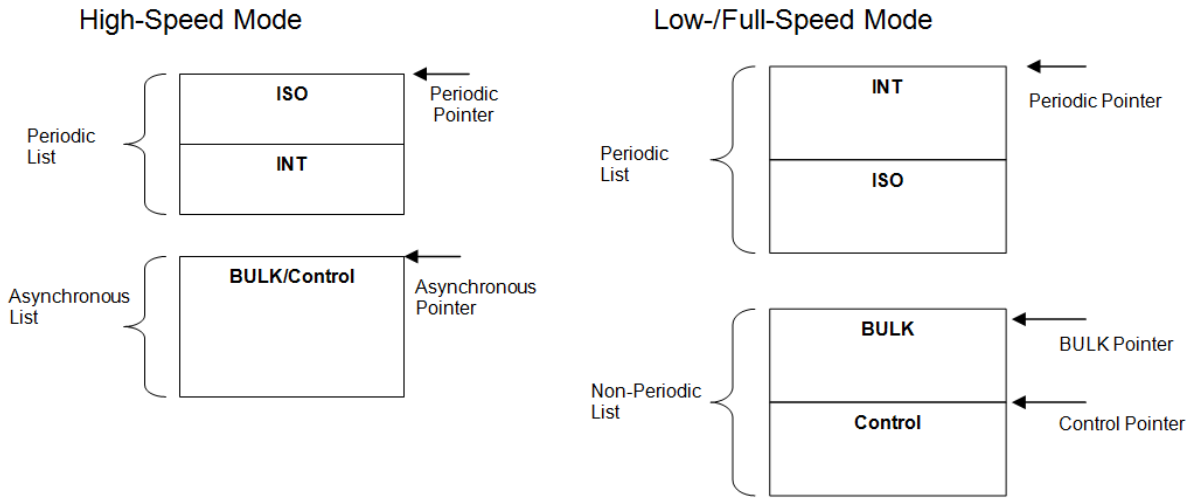 High-Speed Mode
Periodic
List
ISO
INT
Periodic
Pointer
Asynchronous
List
BULK/Control
Asynchronous
Pointer
Low-/Full-Speed Mode
Periodic
List
INT
ISO
Periodic Pointer
Non-Periodic
List
BULK
Control
BULK Pointer
Control Pointer